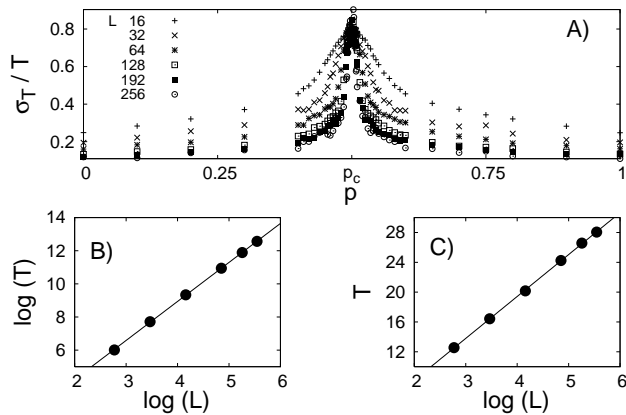 L 16
32
64
128
192
256
A)
σ_T / T
0.8
0.6
0.4
0.2
0 0.25 p_c 0.75 1
p
B)
log (T)
14
12
10
8
6
2 3 4 5 6
log (L)
C)
T
28
24
20
16
12
2 3 4 5 6
log (L)